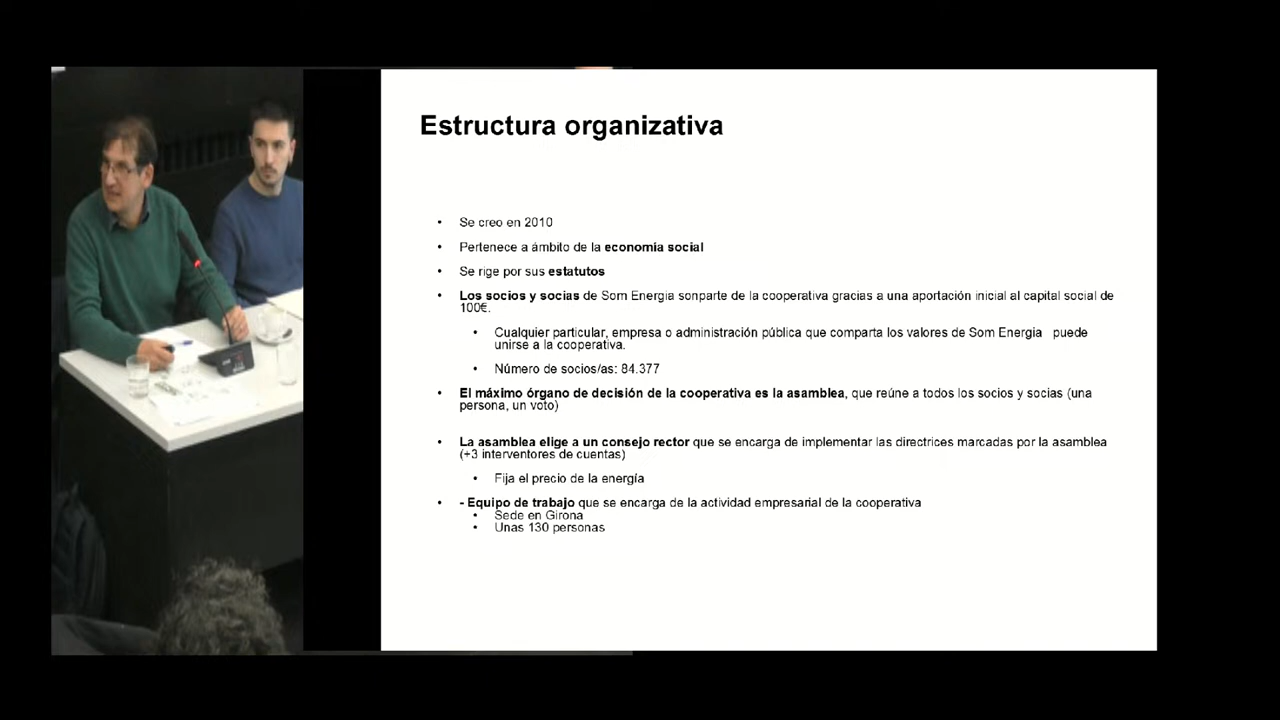 Estructura organizativa
• Se creo en 2010
• Pertenece a ámbito de la economía social
• Se rige por sus estatutos
• Los socios y socias de Som Energia sonparte de la cooperativa gracias a una aportación inicial al capital social de
100€.
• Cualquier particular, empresa o administración pública que comparta los valores de Som Energia puede
unirse a la cooperativa.
• Número de socios/as: 84.377
• El máximo órgano de decisión de la cooperativa es la asamblea, que reúne a todos los socios y socias (una
persona, un voto)
• La asamblea elige a un consejo rector que se encarga de implementar las directrices marcadas por la asamblea
(+3 interventores de cuentas)
• Fija el precio de la energía
• - Equipo de trabajo que se encarga de la actividad empresarial de la cooperativa
• Sede en Girona
• Unas 130 personas